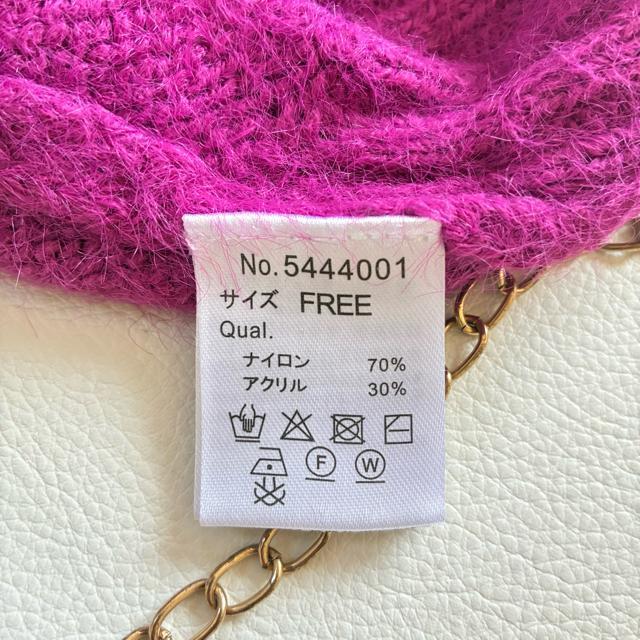 No.5444001
サイズ FREE
Qual.
ナイロン 70%
アクリル 30%
F W